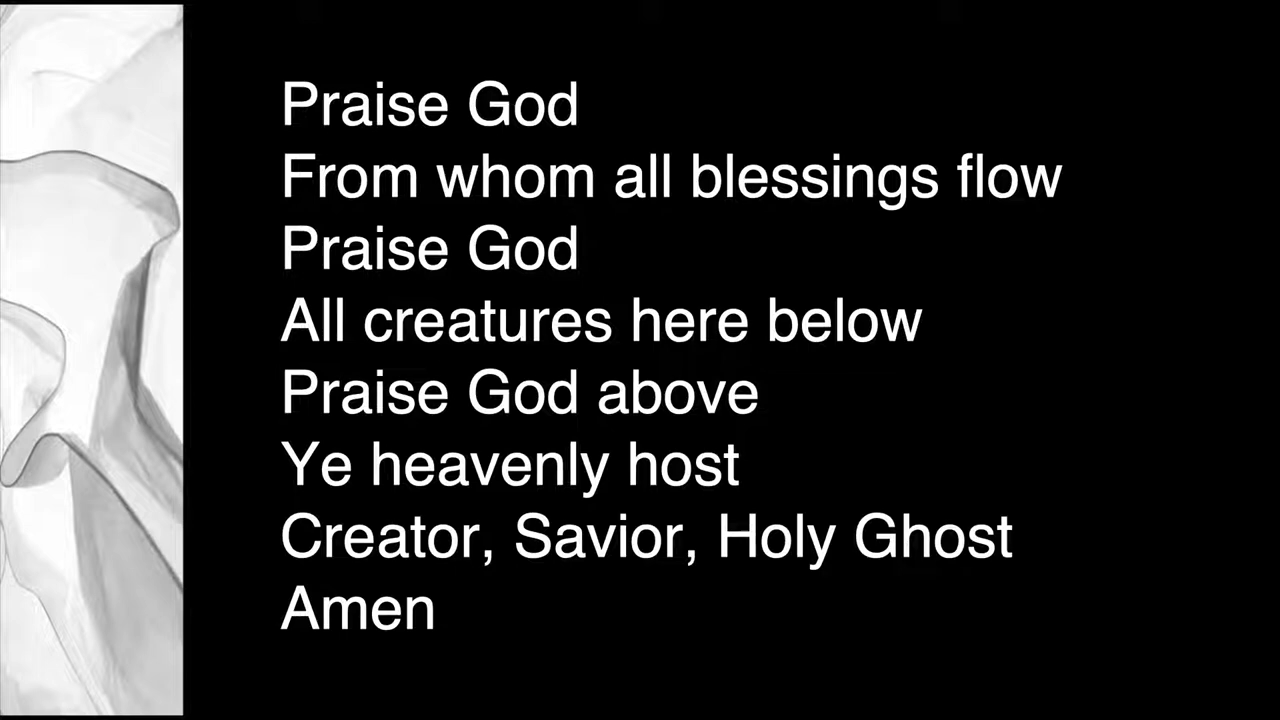 Praise God
From whom all blessings flow
Praise God
All creatures here below
Praise God above
Ye heavenly host
Creator, Savior, Holy Ghost
Amen